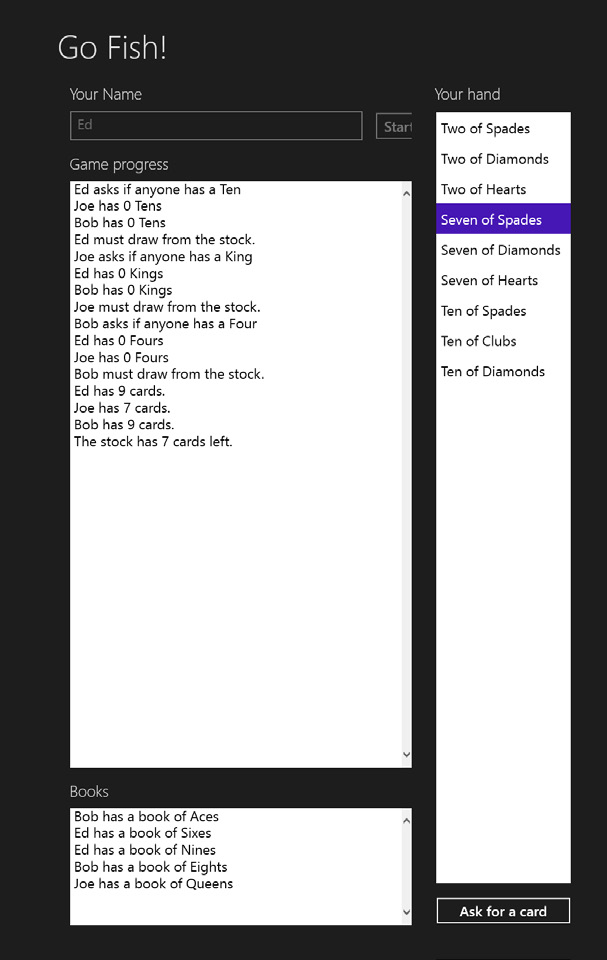 Go Fish!
Your Name
Ed
Start
Game progress
Ed asks if anyone has a Ten
Joe has 0 Tens
Bob has 0 Tens
Ed must draw from the stock.
Joe asks if anyone has a King
Ed has 0 Kings
Bob has 0 Kings
Joe must draw from the stock.
Bob asks if anyone has a Four
Ed has 0 Fours
Joe has 0 Fours
Bob must draw from the stock.
Ed has 9 cards.
Joe has 7 cards.
Bob has 9 cards.
The stock has 7 cards left.
Books
Bob has a book of Aces
Ed has a book of Sixes
Ed has a book of Nines
Bob has a book of Eights
Joe has a book of Queens
Your hand
Two of Spades
Two of Diamonds
Two of Hearts
Seven of Spades
Seven of Diamonds
Seven of Hearts
Ten of Spades
Ten of Clubs
Ten of Diamonds
Ask for a card